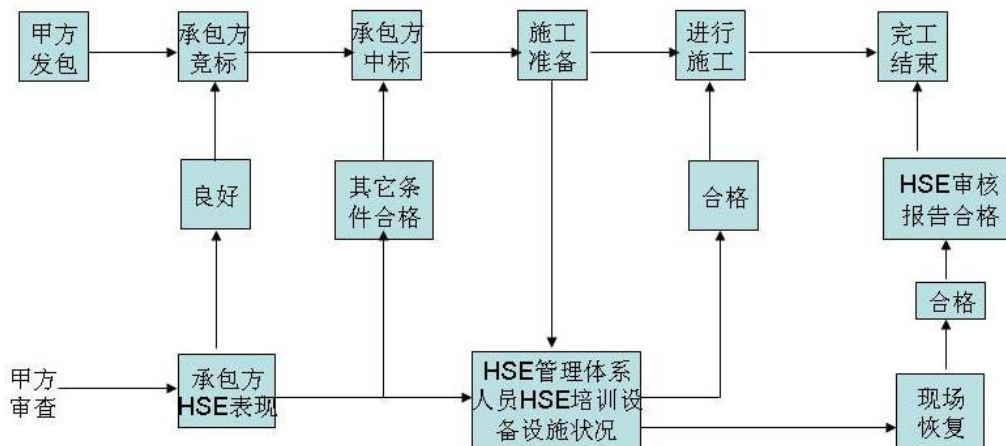 甲方
发包
承包方
竞标
承包方
中标
施工
准备
进行
施工
完工
结束
良好
其它条
件合格
合格
HSE审核
报告合格
合格
甲方
审查
承包方
HSE表现
HSE管理体系
人员HSE培训设
备设施状况
现场
恢复